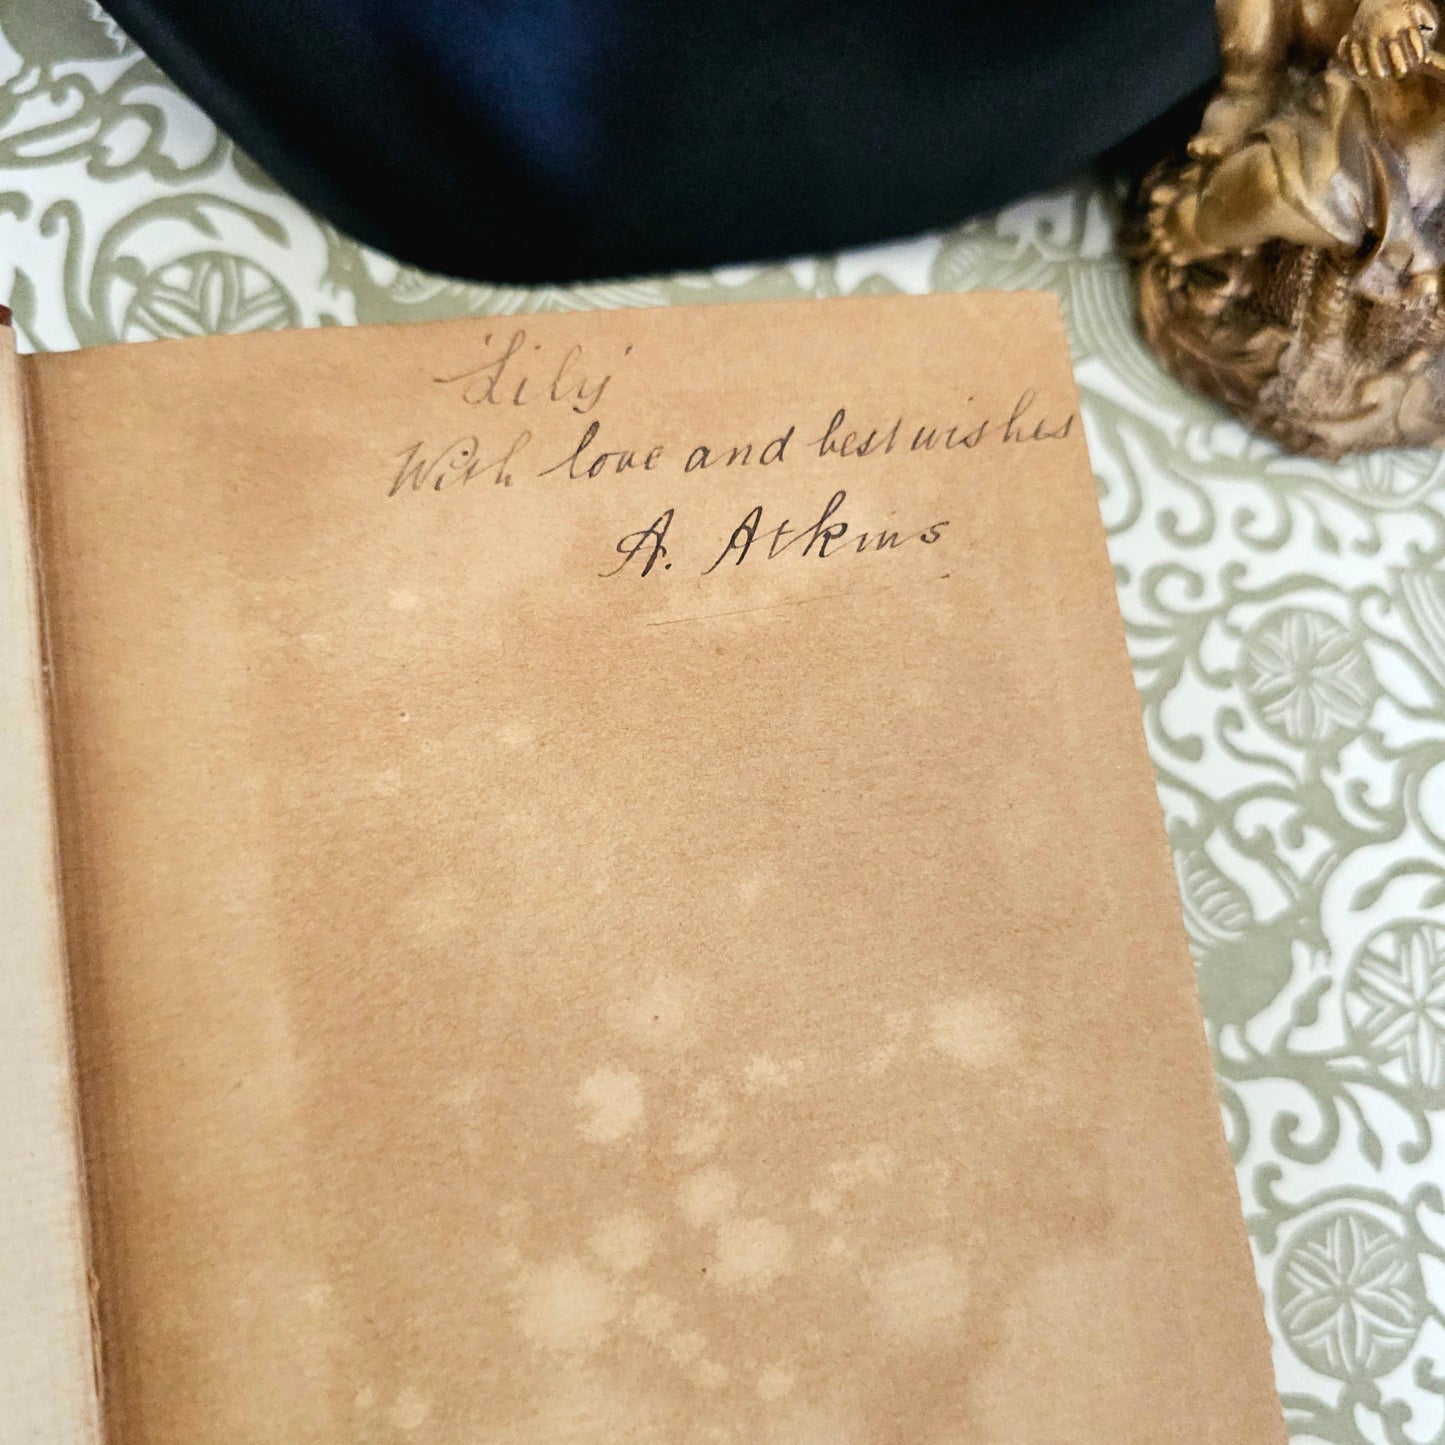 'Lily'
With love and best wishes
A. Atkins